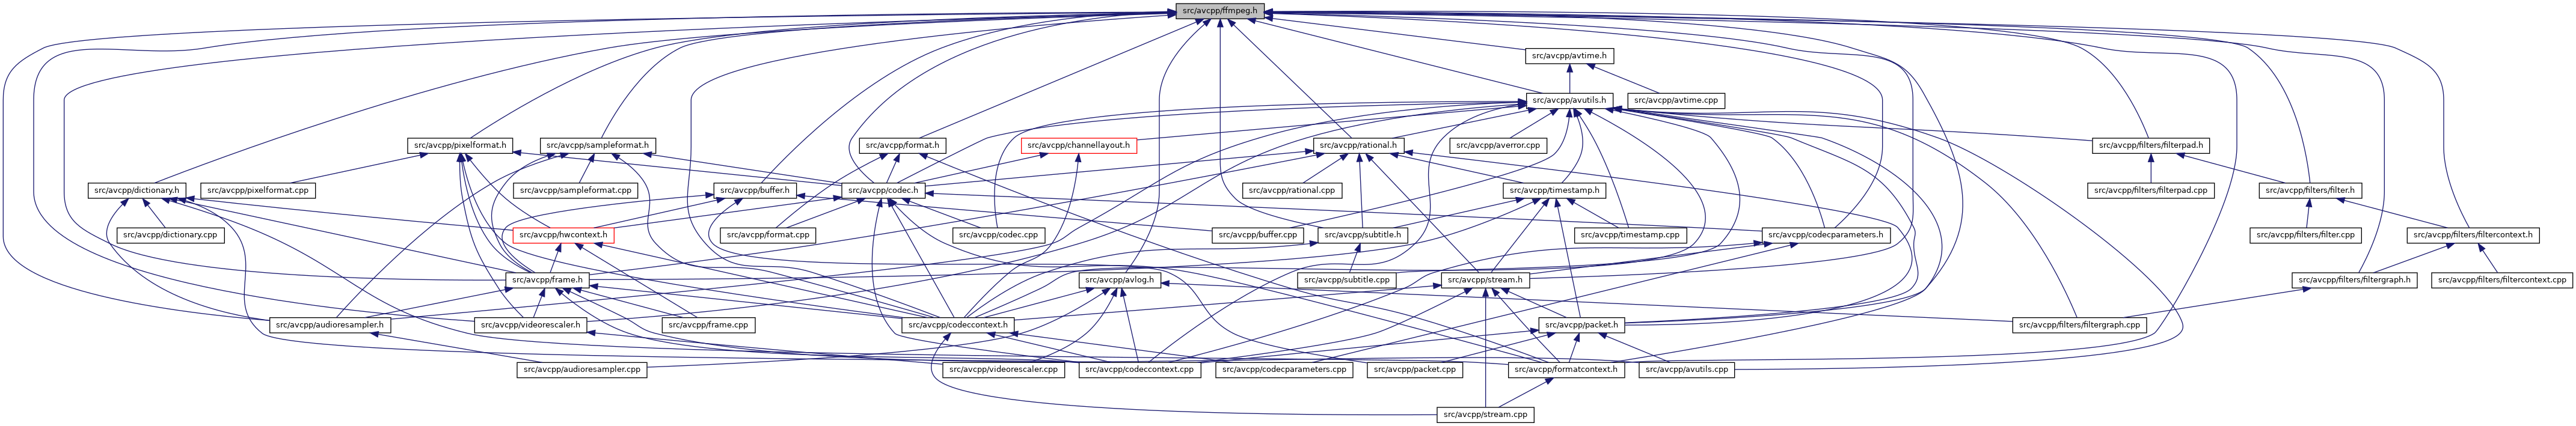 src/avcpp/ffmpeg.h
src/avcpp/avtime.h
src/avcpp/avutils.h
src/avcpp/avtime.cpp
src/avcpp/pixelformat.h
src/avcpp/sampleformat.h
src/avcpp/format.h
src/avcpp/channellayout.h
src/avcpp/rational.h
src/avcpp/averror.cpp
src/avcpp/filters/filterpad.h
src/avcpp/dictionary.h
src/avcpp/pixelformat.cpp
src/avcpp/sampleformat.cpp
src/avcpp/buffer.h
src/avcpp/codec.h
src/avcpp/rational.cpp
src/avcpp/timestamp.h
src/avcpp/filters/filterpad.cpp
src/avcpp/filters/filter.h
src/avcpp/dictionary.cpp
src/avcpp/hwcontext.h
src/avcpp/format.cpp
src/avcpp/codec.cpp
src/avcpp/buffer.cpp
src/avcpp/subtitle.h
src/avcpp/timestamp.cpp
src/avcpp/codecparameters.h
src/avcpp/filters/filter.cpp
src/avcpp/filters/filtercontext.h
src/avcpp/frame.h
src/avcpp/avlog.h
src/avcpp/subtitle.cpp
src/avcpp/stream.h
src/avcpp/filters/filtergraph.h
src/avcpp/filters/filtercontext.cpp
src/avcpp/audioresampler.h
src/avcpp/videorescaler.h
src/avcpp/frame.cpp
src/avcpp/codeccontext.h
src/avcpp/packet.h
src/avcpp/filters/filtergraph.cpp
src/avcpp/audioresampler.cpp
src/avcpp/videorescaler.cpp
src/avcpp/codeccontext.cpp
src/avcpp/codecparameters.cpp
src/avcpp/packet.cpp
src/avcpp/formatcontext.h
src/avcpp/avutils.cpp
src/avcpp/stream.cpp